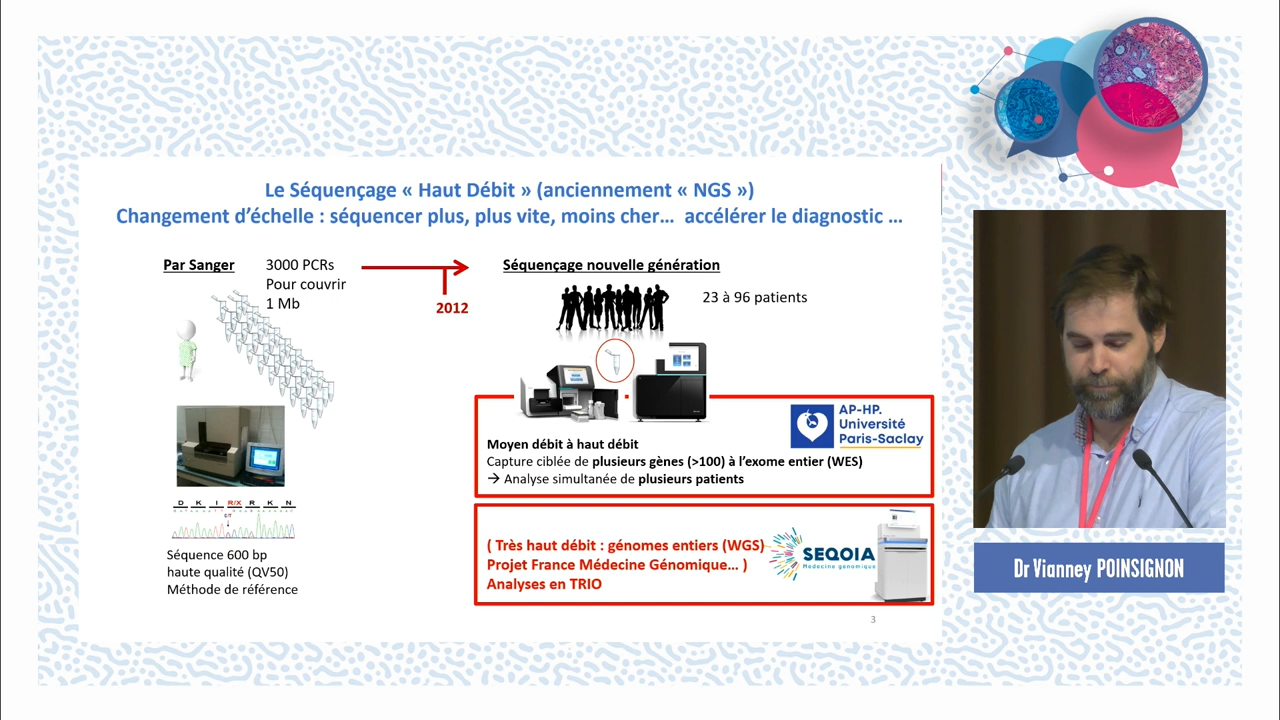 Le Séquençage « Haut Débit » (anciennement « NGS »)
Changement d'échelle : séquencer plus, plus vite, moins cher... accélérer le diagnostic ...
Par Sanger
3000 PCRs
Pour couvrir
1 Mb
2012
Séquençage nouvelle génération
23 à 96 patients
AP-HP.
Université
Paris-Saclay
Moyen débit à haut débit
Capture ciblée de plusieurs gènes (>100) à l'exome entier (WES)
→ Analyse simultanée de plusieurs patients
D K I R/X R K N
C-T
Séquence 600 bp
haute qualité (QV50)
Méthode de référence
( Très haut débit : génomes entiers (WGS)
Projet France Médecine Génomique... )
Analyses en TRIO
SEQOIA
Médecine génomique
3
Dr Vianney POINSIGNON